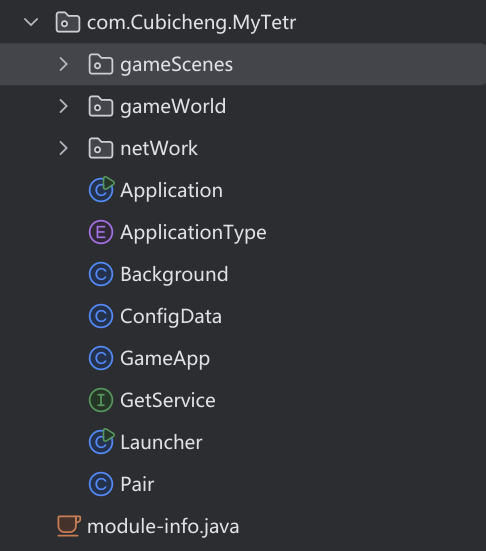 com.Cubicheng.MyTetr
gameScenes
gameWorld
netWork
Application
ApplicationType
Background
ConfigData
GameApp
GetService
Launcher
Pair
module-info.java